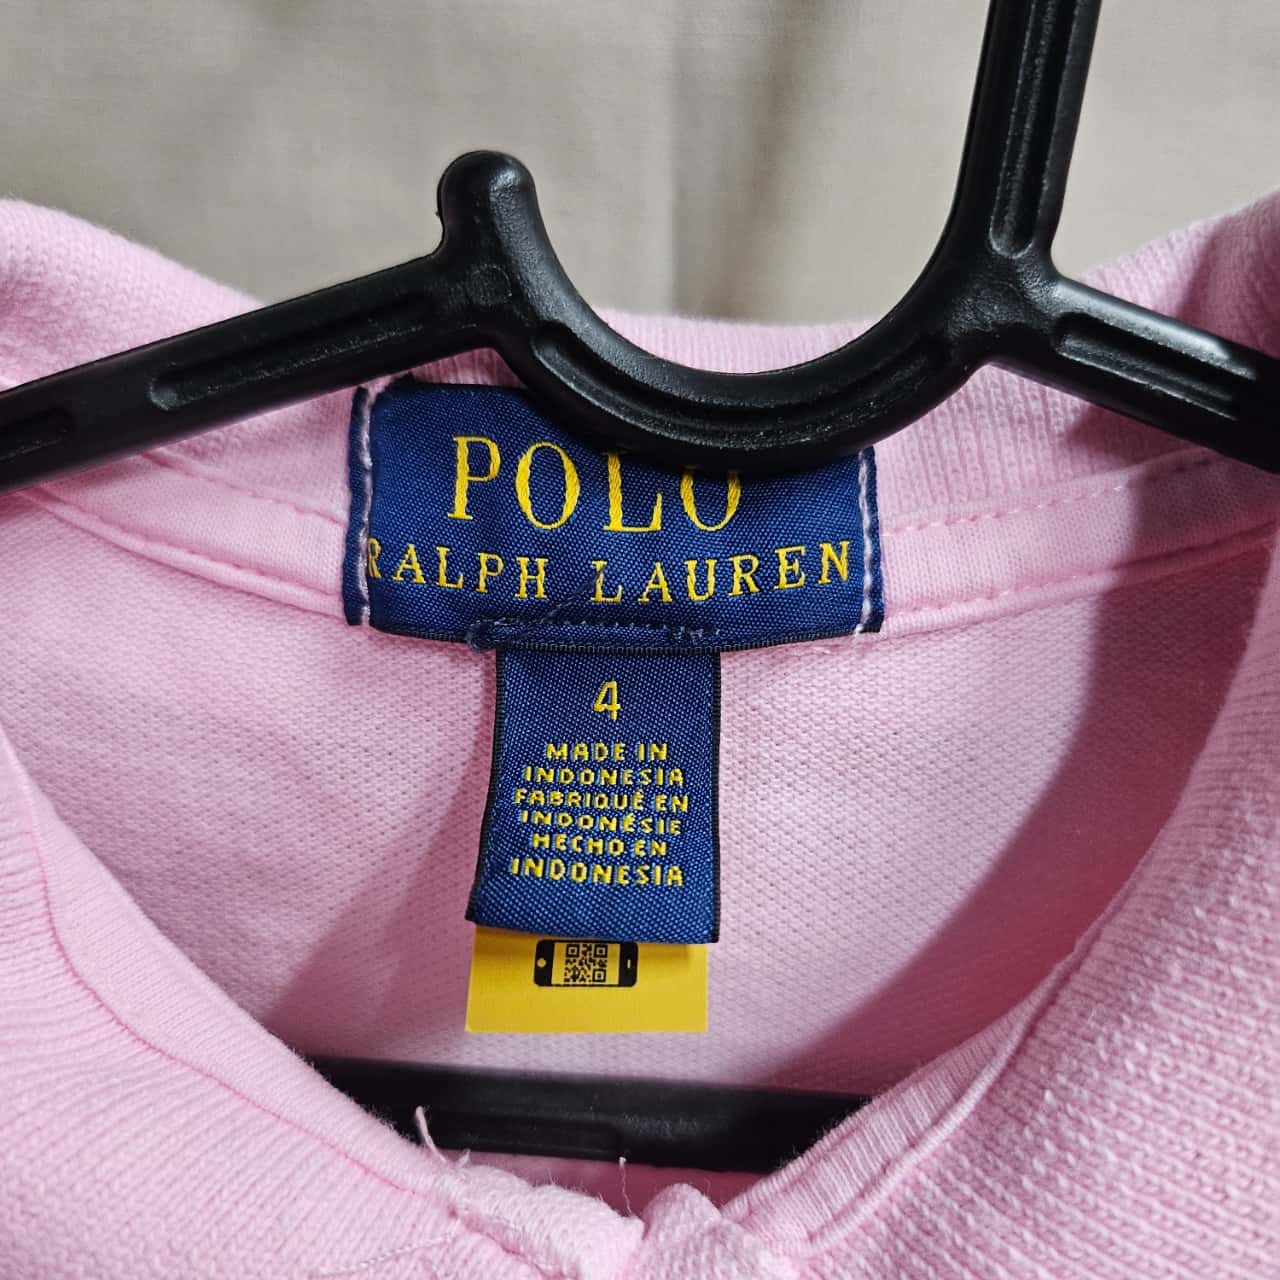 POLO
RALPH LAUREN
4
MADE IN
INDONESIA
FABRIQUÉ EN
INDONÉSIE
HECHO EN
INDONESIA